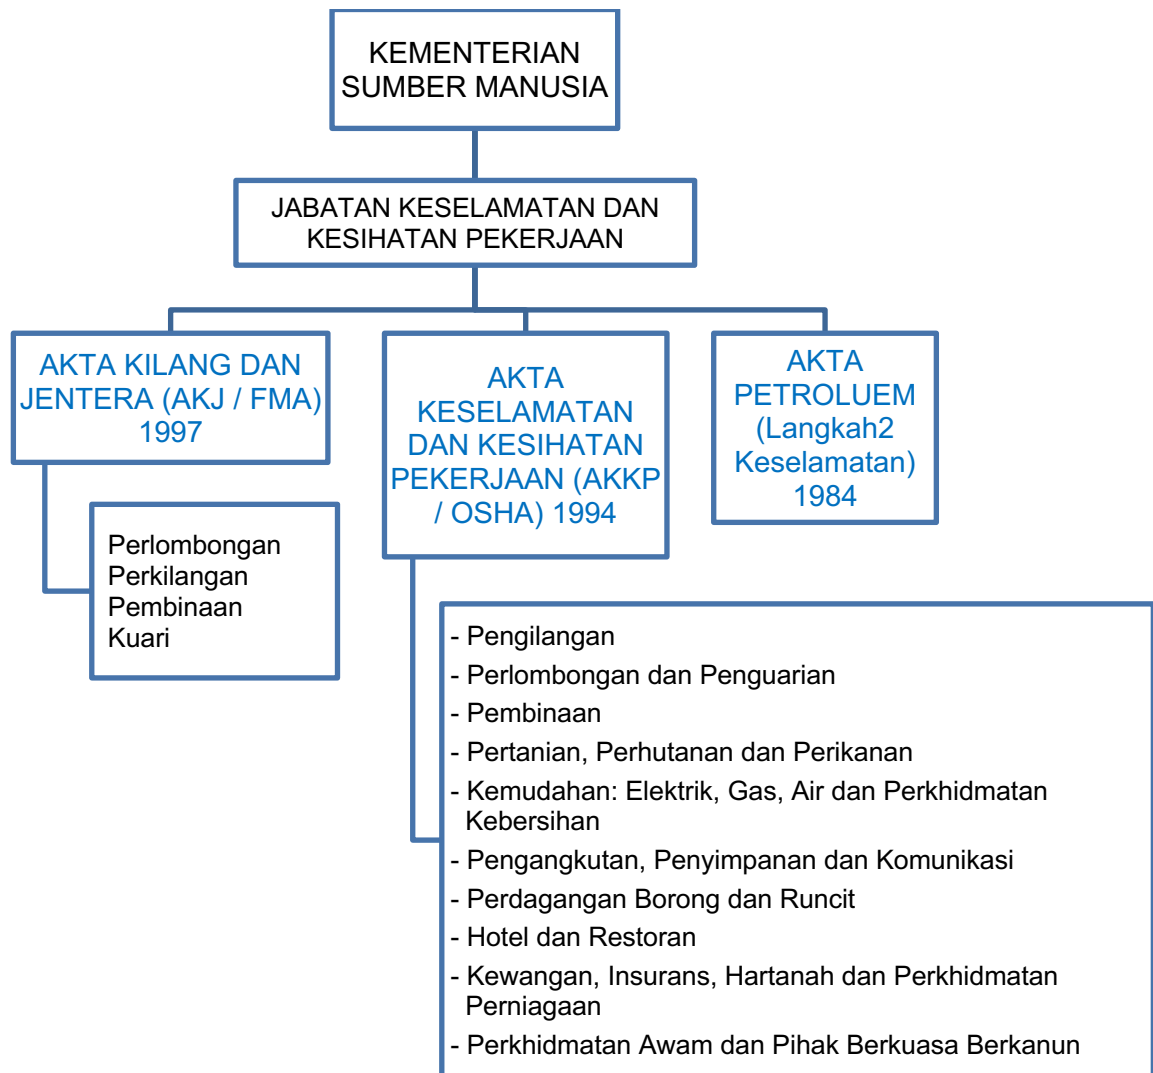 KEMENTERIAN
SUMBER MANUSIA
JABATAN KESELAMATAN DAN
KESIHATAN PEKERJAAN
AKTA KILANG DAN
JENTERA (AKJ / FMA)
1997
AKTA
KESELAMATAN
DAN KESIHATAN
PEKERJAAN (AKKP
/ OSHA) 1994
AKTA
PETROLUEM
(Langkah2
Keselamatan)
1984
Perlombongan
Perkilangan
Pembinaan
Kuari
- Pengilangan
- Perlombongan dan Penguarian
- Pembinaan
- Pertanian, Perhutanan dan Perikanan
- Kemudahan: Elektrik, Gas, Air dan Perkhidmatan
Kebersihan
- Pengangkutan, Penyimpanan dan Komunikasi
- Perdagangan Borong dan Runcit
- Hotel dan Restoran
- Kewangan, Insurans, Hartanah dan Perkhidmatan
Perniagaan
- Perkhidmatan Awam dan Pihak Berkuasa Berkanun